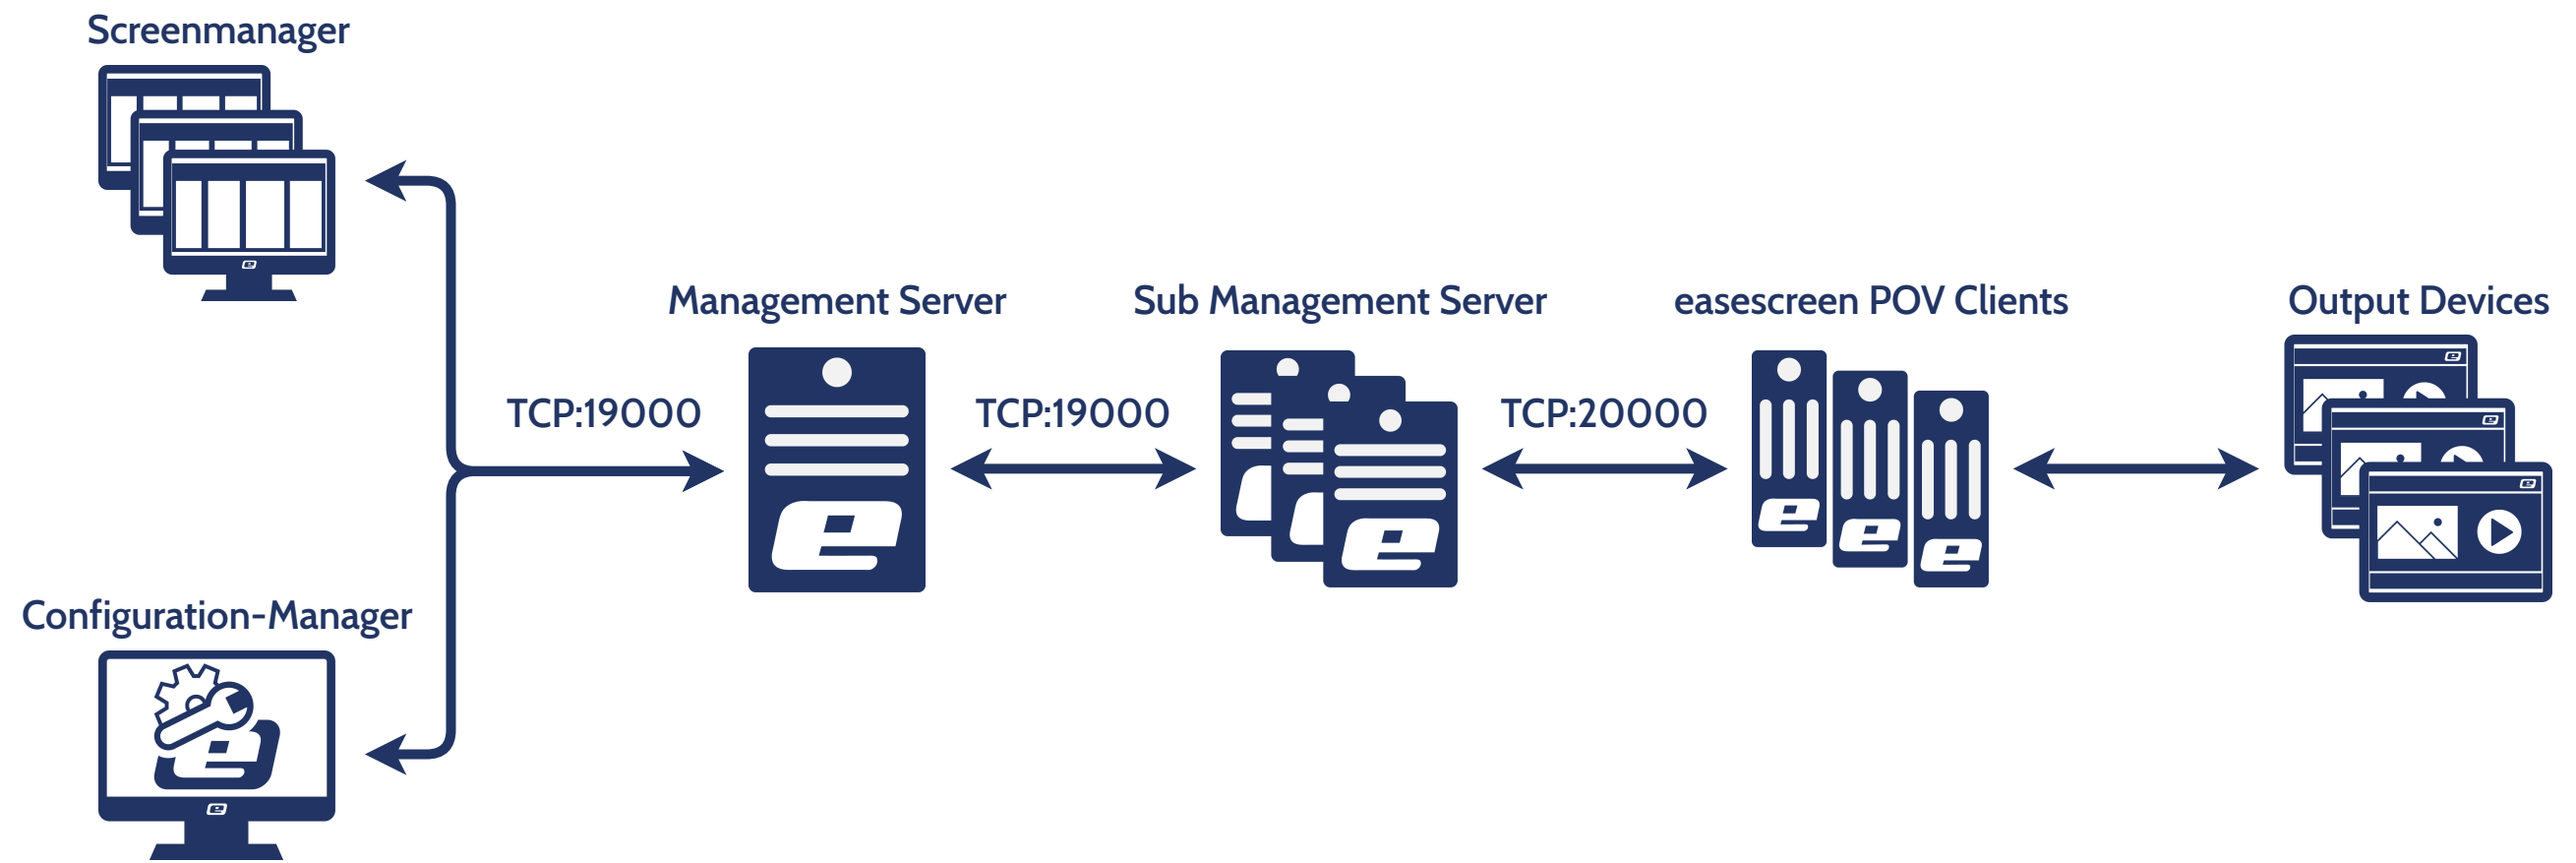 Screenmanager
Management Server
Sub Management Server
easescreen POV Clients
Output Devices
TCP:19000
TCP:19000
TCP:20000
Configuration-Manager